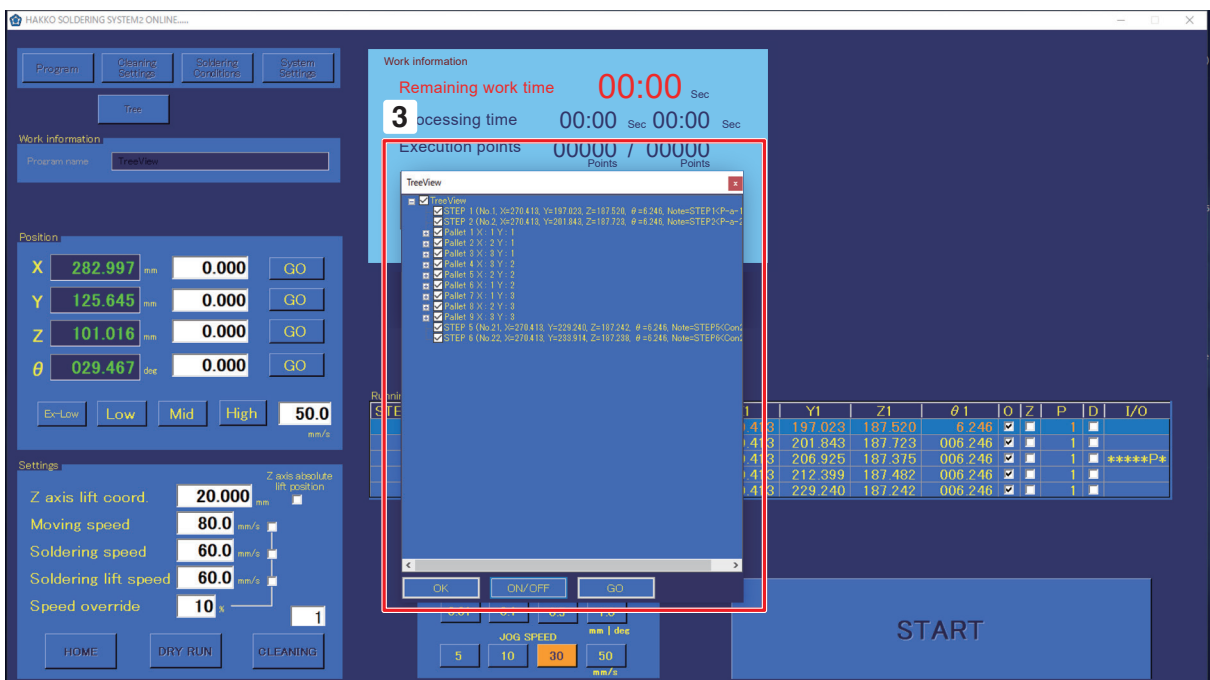 HAKKO SOLDERING SYSTEM2 ONLINE.....
Program
Cleaning Settings
Soldering Conditions
System Settings
Tree
Work information
Program name TreeView
Position
X 282.997 mm 0.000 GO
Y 125.645 mm 0.000 GO
Z 101.016 mm 0.000 GO
θ 029.467 deg 0.000 GO
Ex-Low Low Mid High 50.0
mm/s
Settings
Z axis absolute
lift position
Z axis lift coord. 20.000 mm
Moving speed 80.0 mm/s
Soldering speed 60.0 mm/s
Soldering lift speed 60.0 mm/s
Speed override 10 %
1
HOME DRY RUN CLEANING
Work information
Remaining work time 00:00 Sec
3
ocessing time 00:00 Sec 00:00 Sec
Execution points 00000 / 00000
Points Points
TreeView x
TreeView
STEP 1 (No.1, X=270.413, Y=197.023, Z=187.520, θ=6.246, Note=STEP1<P-a-1
STEP 2 (No.2, X=270.413, Y=201.843, Z=187.723, θ=6.246, Note=STEP2<P-a-2
Pallet 1 X : 1 Y : 1
Pallet 2 X : 2 Y : 1
Pallet 3 X : 3 Y : 1
Pallet 4 X : 3 Y : 2
Pallet 5 X : 2 Y : 2
Pallet 6 X : 1 Y : 2
Pallet 7 X : 1 Y : 3
Pallet 8 X : 2 Y : 3
Pallet 9 X : 3 Y : 3
STEP 5 (No.21, X=270.413, Y=229.240, Z=187.242, θ=6.246, Note=STEP5<Con2
STEP 6 (No.22, X=270.413, Y=233.914, Z=187.238, θ=6.246, Note=STEP6<Con2
OK ON/OFF GO
Runnin
STE 1 Y1 Z1 θ1 O Z P D I/O
.413 197.023 187.520 6.246 1
.413 201.843 187.723 006.246 1
.413 206.925 187.375 006.246 1 *****P*
.413 212.399 187.482 006.246 1
.413 229.240 187.242 006.246 1
mm | deg
JOG SPEED
5 10 30 50
mm/s
START